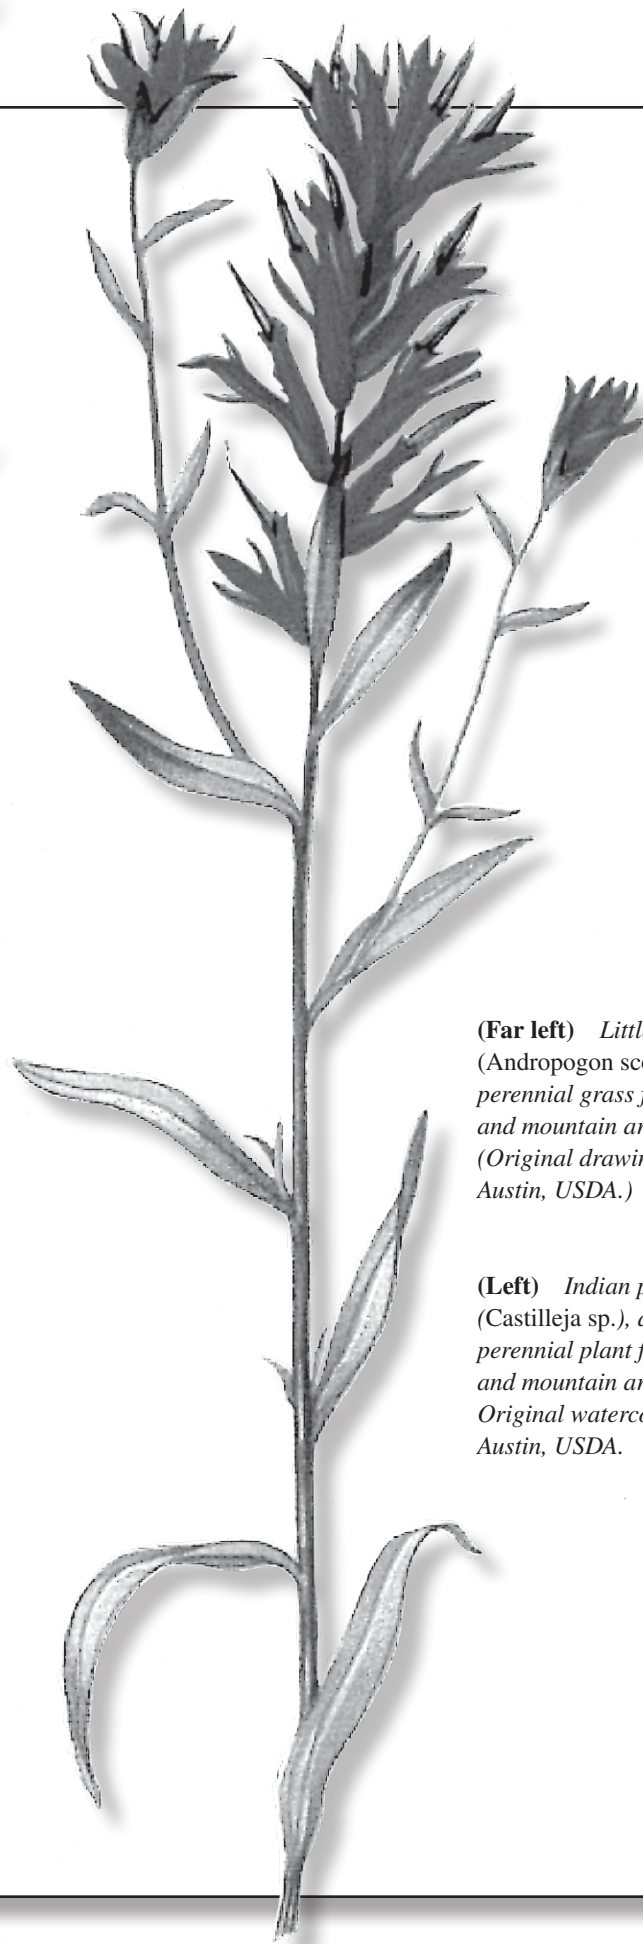 (Far left) Little
(Andropogon sco
perennial grass f
and mountain ar
(Original drawin
Austin, USDA.)
(Left) Indian p
(Castilleja sp.), a
perennial plant f
and mountain ar
Original waterco
Austin, USDA.